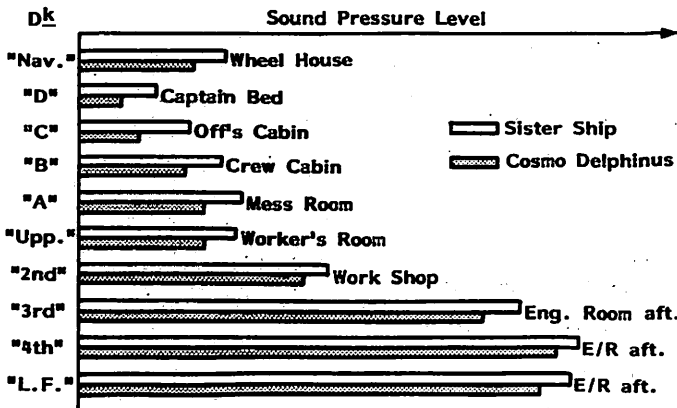 Dk Sound Pressure Level
"Nav." Wheel House
"D" Captain Bed
"C" Off's Cabin
Sister Ship
"B" Crew Cabin
Cosmo Delphinus
"A" Mess Room
"Upp." Worker's Room
"2nd" Work Shop
"3rd" Eng. Room aft.
"4th" E/R aft.
"L.F." E/R aft.